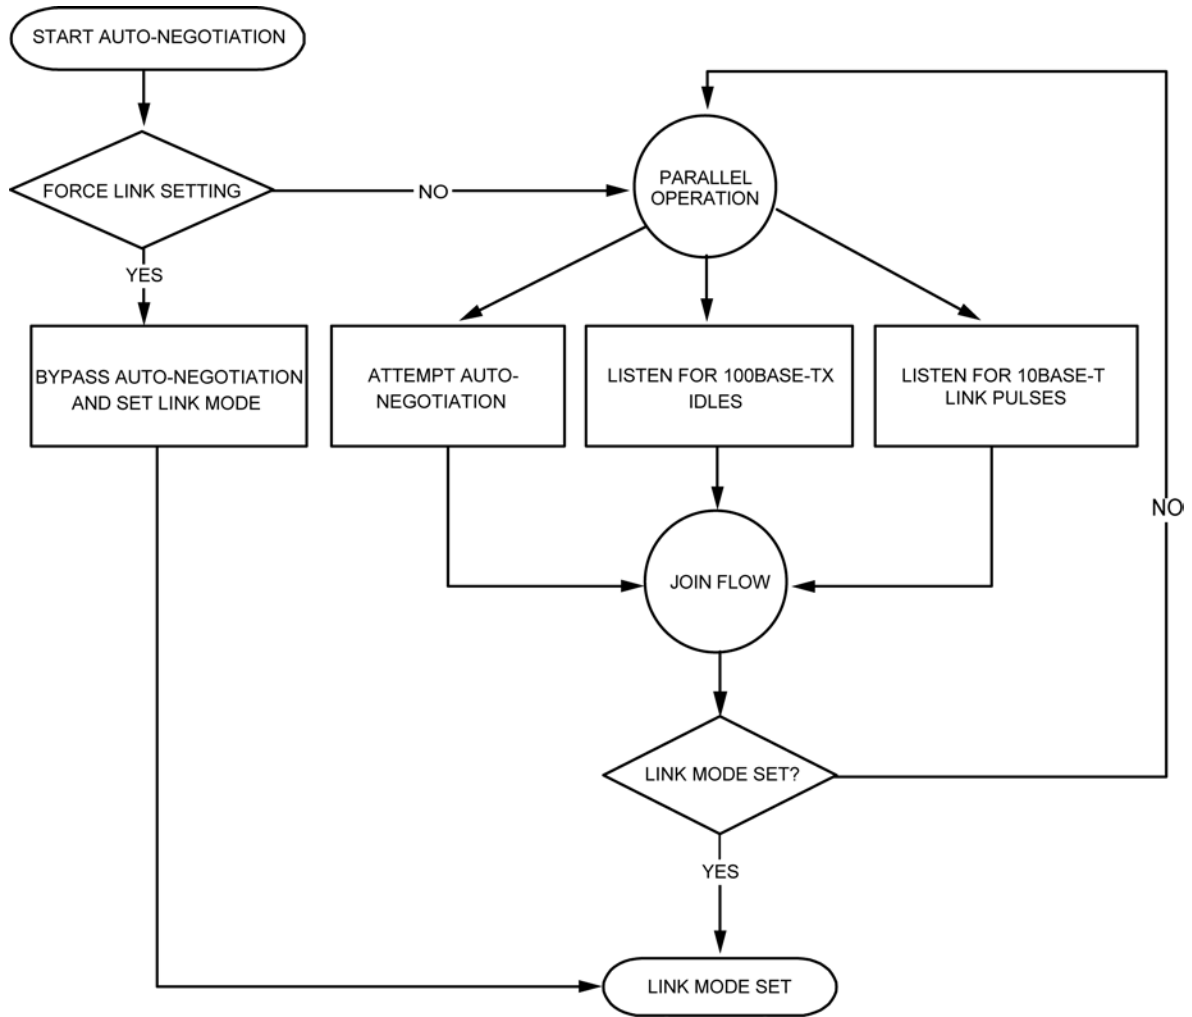 START AUTO-NEGOTIATION
FORCE LINK SETTING
NO
PARALLEL
OPERATION
YES
BYPASS AUTO-NEGOTIATION
AND SET LINK MODE
ATTEMPT AUTO-
NEGOTIATION
LISTEN FOR 100BASE-TX
IDLES
LISTEN FOR 10BASE-T
LINK PULSES
NO
JOIN FLOW
LINK MODE SET?
YES
LINK MODE SET